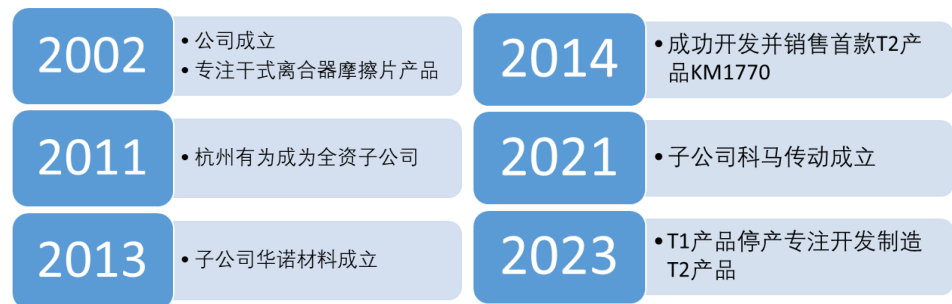 2002
• 公司成立
• 专注干式离合器摩擦片产品
2011
• 杭州有为成为全资子公司
2013
• 子公司华诺材料成立
2014
• 成功开发并销售首款T2产
品KM1770
2021
• 子公司科马传动成立
2023
• T1产品停产专注开发制造
T2产品